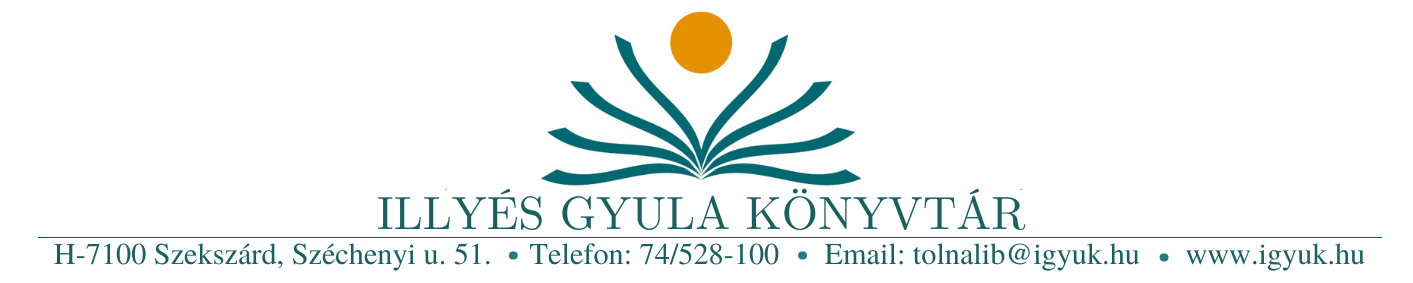 ILLYÉS GYULA KÖNYVTÁR
H-7100 Szekszárd, Széchenyi u. 51. • Telefon: 74/528-100 • Email: tolnalib@igyuk.hu • www.igyuk.hu